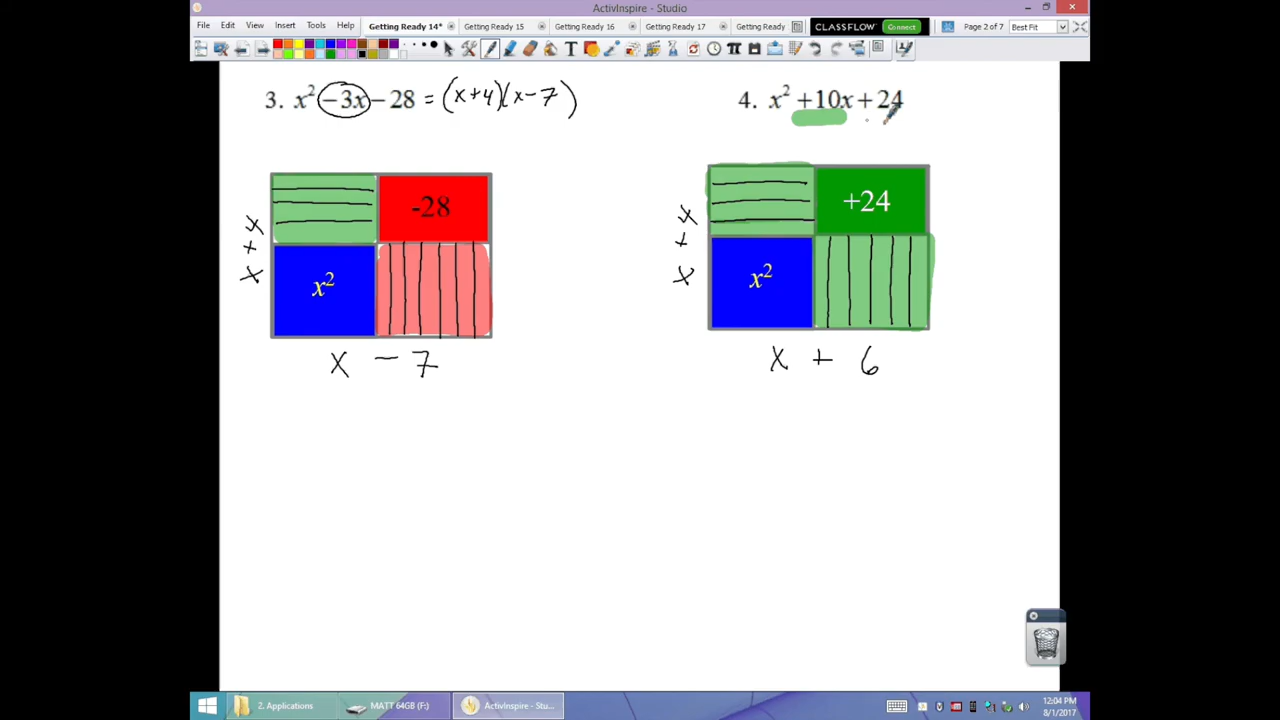 ActivInspire - Studio
File Edit View Insert Tools Help Getting Ready 14* Getting Ready 15 Getting Ready 16 Getting Ready 17 Getting Ready CLASSFLOW Connect Page 2 of 7 Best Fit
3. x² - 3x - 28 = (x+4)(x-7)
4. x² + 10x + 24
-28
x + 4
x²
x - 7
+24
x + 4
x²
x + 6
2. Applications MATT 64GB (F:) ActivInspire - Stu... 12:04 PM
8/1/2017